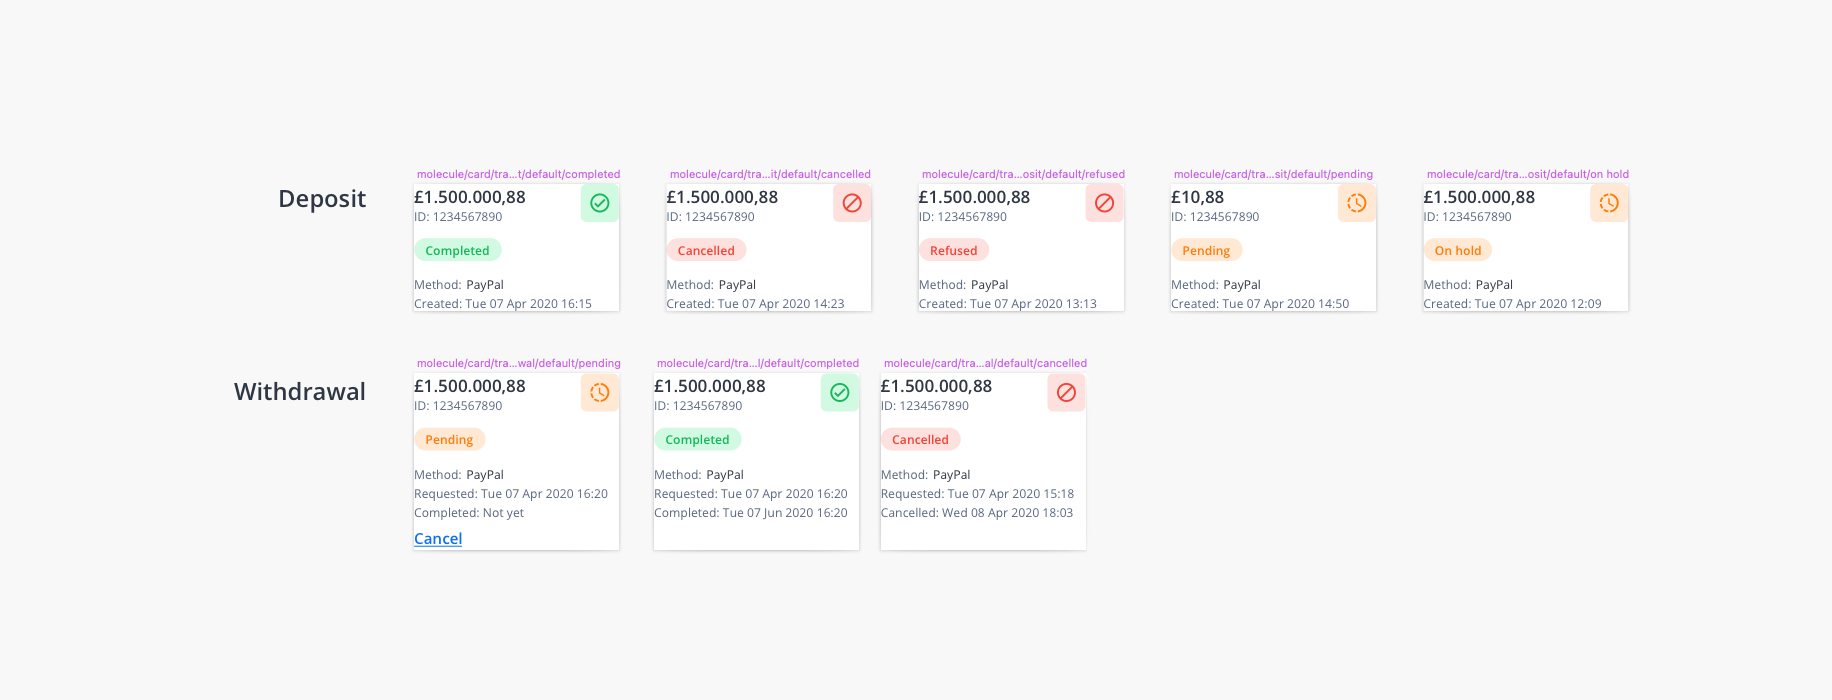 Deposit
molecule/card/tra...t/default/completed
£1.500.000,88
ID: 1234567890
Completed
Method: PayPal
Created: Tue 07 Apr 2020 16:15
molecule/card/tra...it/default/cancelled
£1.500.000,88
ID: 1234567890
Cancelled
Method: PayPal
Created: Tue 07 Apr 2020 14:23
molecule/card/tra...osit/default/refused
£1.500.000,88
ID: 1234567890
Refused
Method: PayPal
Created: Tue 07 Apr 2020 13:13
molecule/card/tra...sit/default/pending
£10,88
ID: 1234567890
Pending
Method: PayPal
Created: Tue 07 Apr 2020 14:50
molecule/card/tra...osit/default/on hold
£1.500.000,88
ID: 1234567890
On hold
Method: PayPal
Created: Tue 07 Apr 2020 12:09
Withdrawal
molecule/card/tra...wal/default/pending
£1.500.000,88
ID: 1234567890
Pending
Method: PayPal
Requested: Tue 07 Apr 2020 16:20
Completed: Not yet
Cancel
molecule/card/tra...l/default/completed
£1.500.000,88
ID: 1234567890
Completed
Method: PayPal
Requested: Tue 07 Apr 2020 16:20
Completed: Tue 07 Jun 2020 16:20
molecule/card/tra...al/default/cancelled
£1.500.000,88
ID: 1234567890
Cancelled
Method: PayPal
Requested: Tue 07 Apr 2020 15:18
Cancelled: Wed 08 Apr 2020 18:03